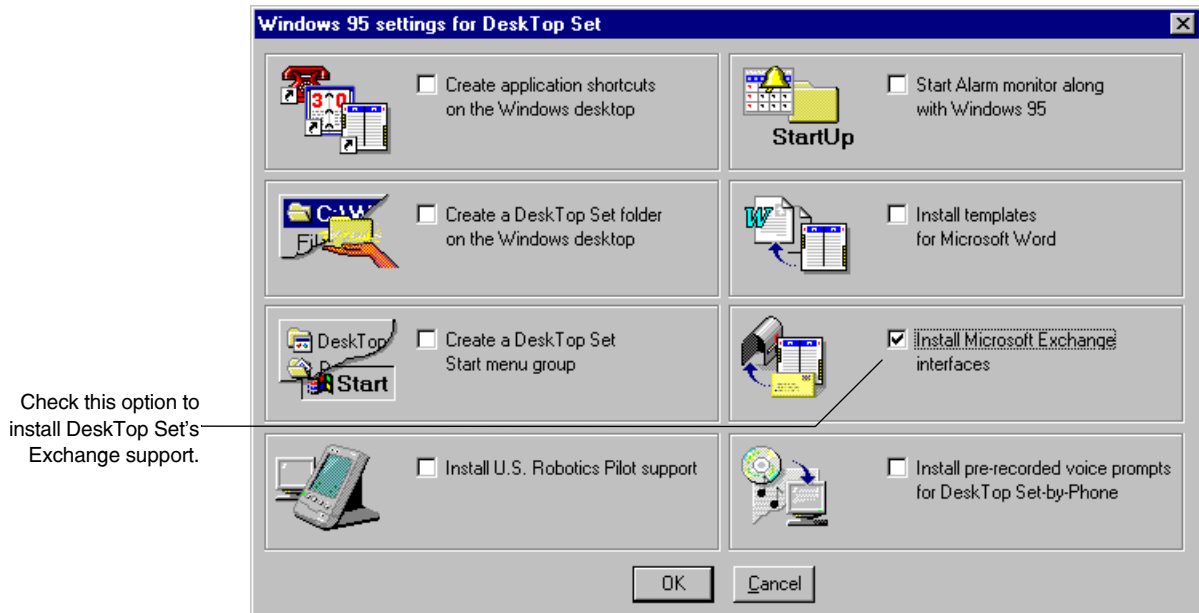 Windows 95 settings for DeskTop Set
30
Create application shortcuts
on the Windows desktop
StartUp
Start Alarm monitor along
with Windows 95
C:\W
Fil
Create a DeskTop Set folder
on the Windows desktop
W
Install templates
for Microsoft Word
DeskTop
P
Start
Create a DeskTop Set
Start menu group
Install Microsoft Exchange
interfaces
Check this option to
install DeskTop Set's
Exchange support.
Install U.S. Robotics Pilot support
Install pre-recorded voice prompts
for DeskTop Set-by-Phone
OK
Cancel